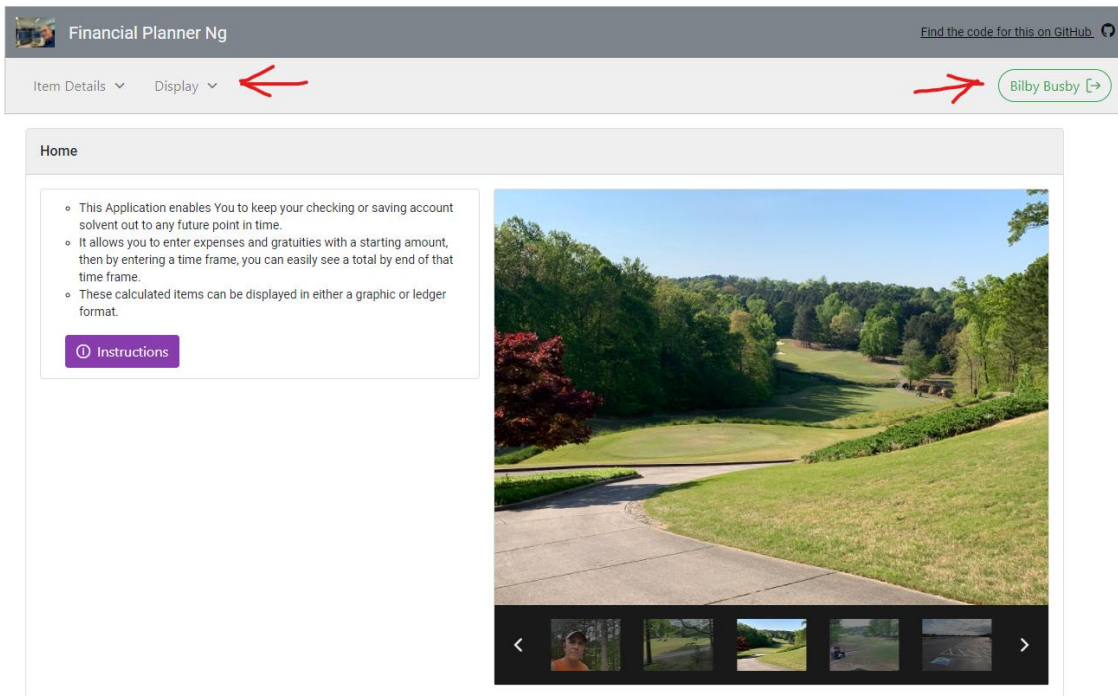 Financial Planner Ng
Find the code for this on GitHub
Item Details
Display
Bilby Busby
Home
This Application enables You to keep your checking or saving account
solvent out to any future point in time.
It allows you to enter expenses and gratuities with a starting amount,
then by entering a time frame, you can easily see a total by end of that
time frame.
These calculated items can be displayed in either a graphic or ledger
format.
Instructions